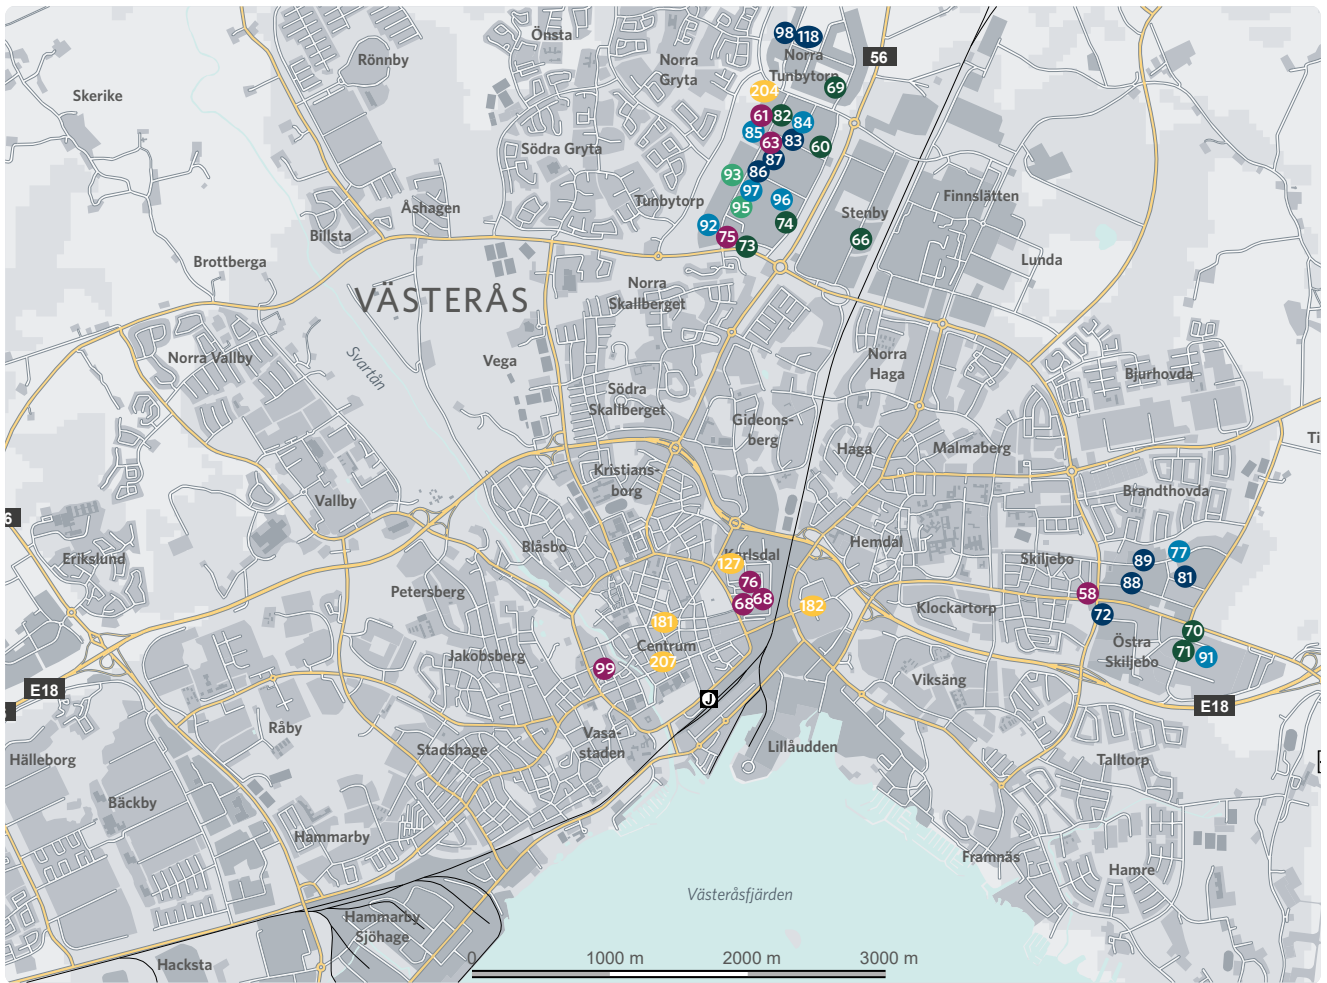 98
118
Önsta
Norra
Gryta
Norra
Tunbytorp
56
Rönnby
69
204
Skerike
61
82
84
85
63
83
60
Södra Gryta
87
86
93
97
96
95
Finnslätten
Tunbytorp
Åshagen
Stenby
74
92
75
73
66
Billsta
Brottberga
Lunda
VÄSTERÅS
Norra
Skallberget
Norra Vallby
Svartån
Vega
Norra
Haga
Bjurhovda
Södra
Skallberget
Gideons-
berg
Haga
Malmaberg
Ti
Kristians-
borg
Vallby
Brandthovda
6
Blåsbo
Hemdal
Erikslund
Karlsdal
127
Skiljebo
89
77
76
88
81
Petersberg
58
68
68
182
Klockartorp
72
181
70
Centrum
Östra
Skiljebo
71
91
Jakobsberg
207
99
Viksäng
E18
J
E18
Råby
Vasa-
staden
Stadshage
Lillåudden
Hälleborg
Talltorp
Bäckby
Hammarby
Framnäs
Hamre
Västeråsfjärden
Hammarby
Sjöhage
Hacksta
0
1000 m
2000 m
3000 m